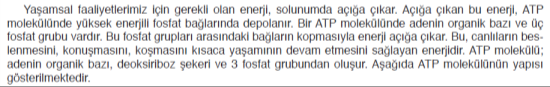 Yaşamsal faaliyetlerimiz için gerekli olan enerji, solunumda açığa çıkar. Açığa çıkan bu enerji, ATP
molekülünde yüksek enerjili fosfat bağlarında depolanır. Bir ATP molekülünde adenin organik bazı ve üç
fosfat grubu vardır. Bu fosfat grupları arasındaki bağların kopmasıyla enerji açığa çıkar. Bu, canlıların bes-
lenmesini, konuşmasını, koşmasını kısaca yaşamının devam etmesini sağlayan enerjidir. ATP molekülü;
adenin organik bazı, deoksiriboz şekeri ve 3 fosfat grubundan oluşur. Aşağıda ATP molekülünün yapısı
gösterilmektedir.